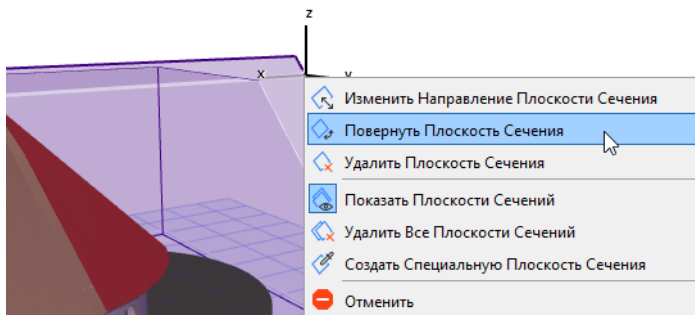 z
x y
Изменить Направление Плоскости Сечения
Повернуть Плоскость Сечения
Удалить Плоскость Сечения
Показать Плоскости Сечений
Удалить Все Плоскости Сечений
Создать Специальную Плоскость Сечения
Отменить